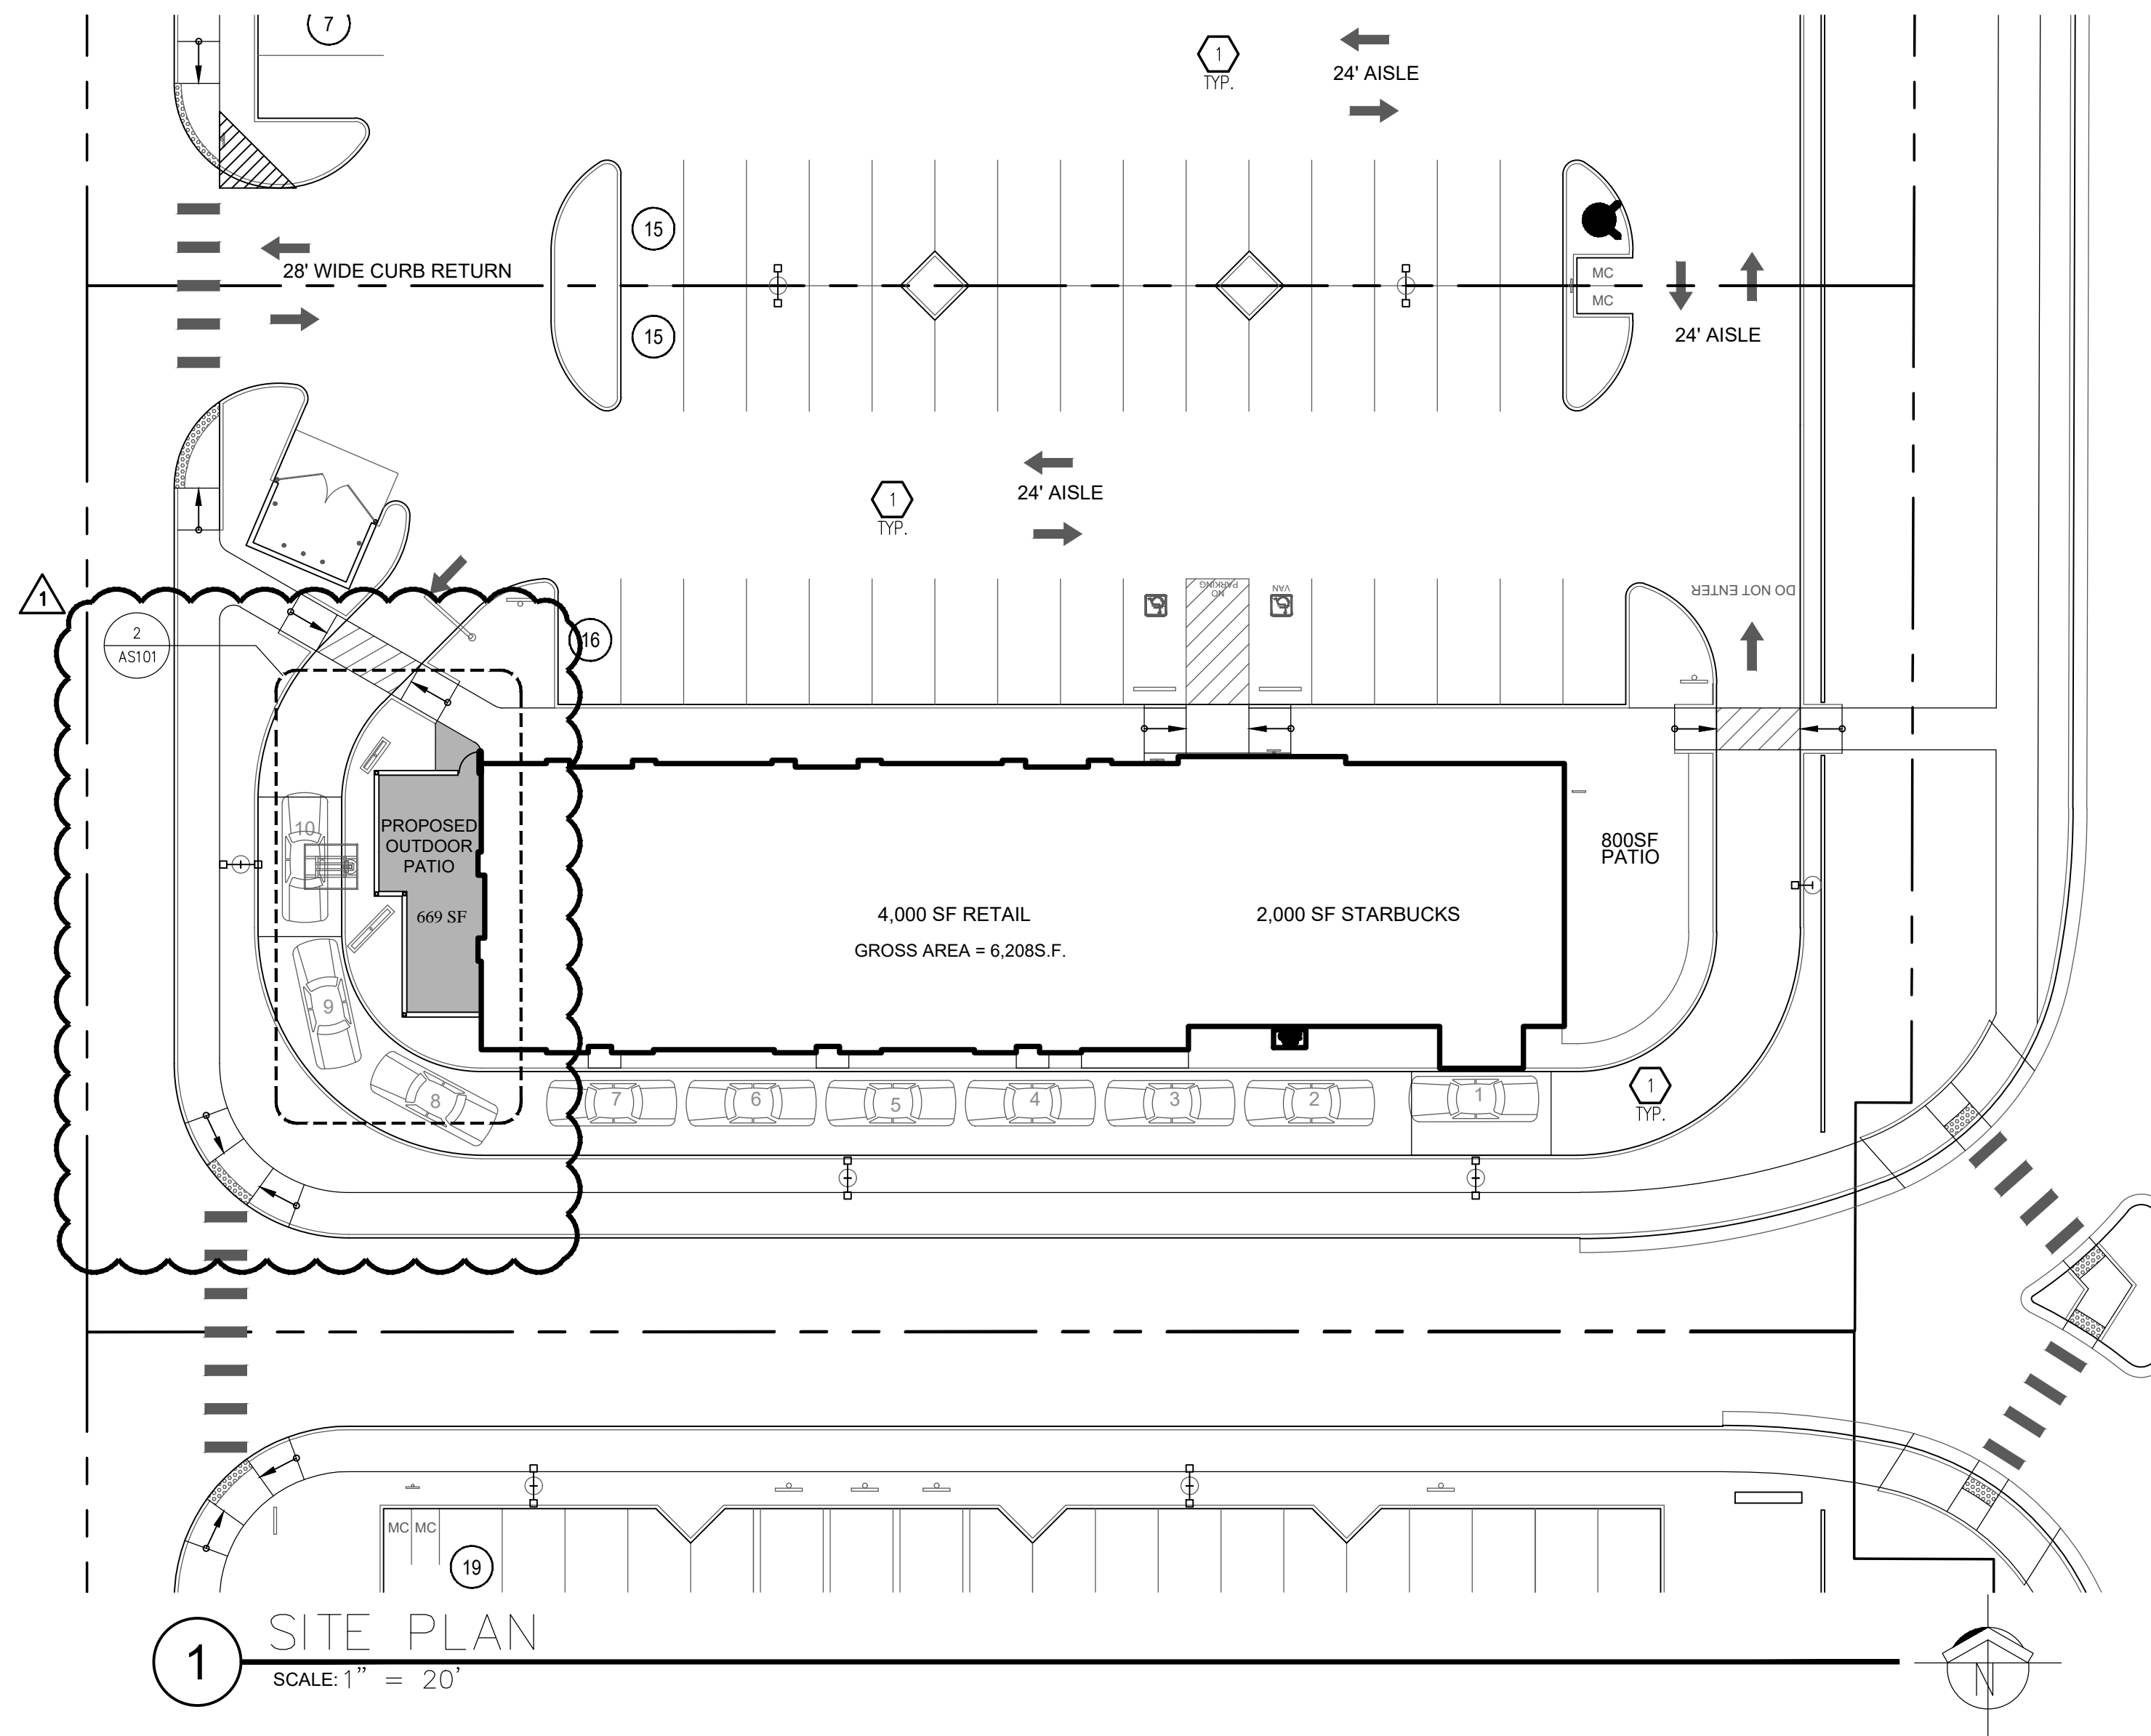 7
1
TYP.
24' AISLE
15
28' WIDE CURB RETURN
MC
MC
15
24' AISLE
24' AISLE
1
TYP.
NO
PARKING
VAN
DO NOT ENTER
1
2
AS101
16
10
PROPOSED
OUTDOOR
PATIO
800SF
PATIO
669 SF
4,000 SF RETAIL
2,000 SF STARBUCKS
GROSS AREA = 6,208S.F.
9
8
7
6
5
4
3
2
1
1
TYP.
MC MC
19
1
SITE PLAN
SCALE: 1" = 20'
N